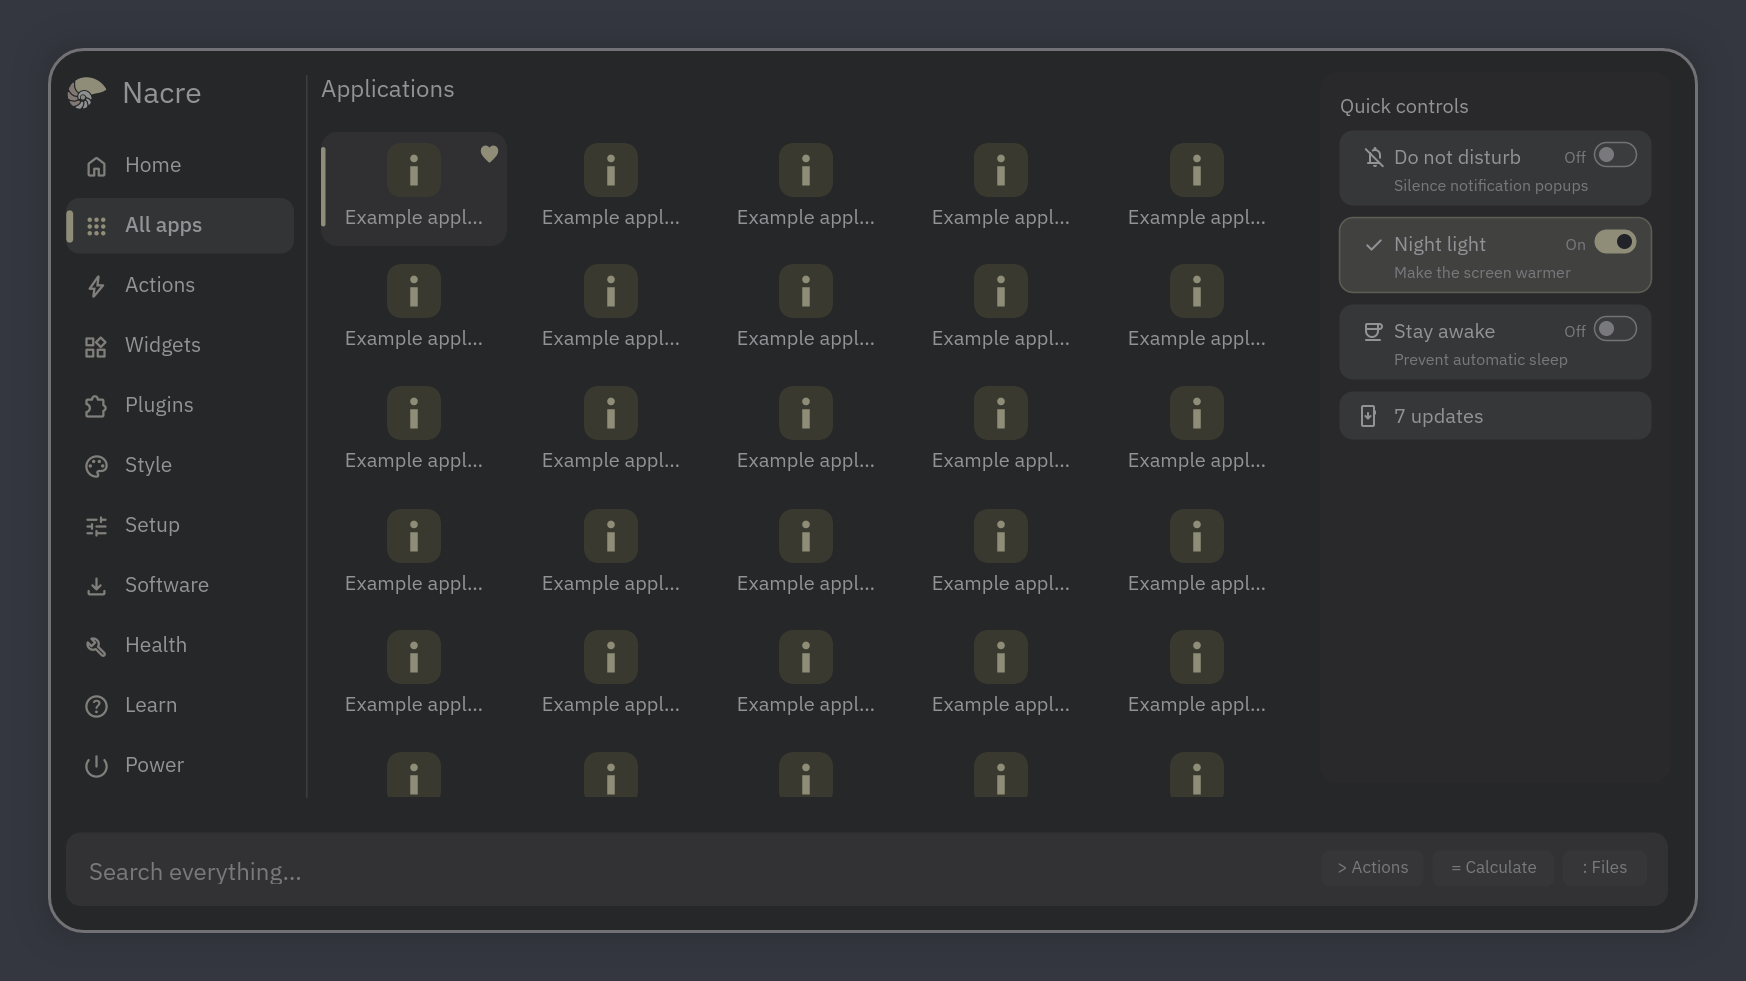 Nacre
Home
All apps
Actions
Widgets
Plugins
Style
Setup
Software
Health
Learn
Power
Applications
Example appl... Example appl... Example appl... Example appl... Example appl...
Example appl... Example appl... Example appl... Example appl... Example appl...
Example appl... Example appl... Example appl... Example appl... Example appl...
Example appl... Example appl... Example appl... Example appl... Example appl...
Example appl... Example appl... Example appl... Example appl... Example appl...
Quick controls
Do not disturb Off
Silence notification popups
Night light On
Make the screen warmer
Stay awake Off
Prevent automatic sleep
7 updates
Search everything... > Actions = Calculate : Files